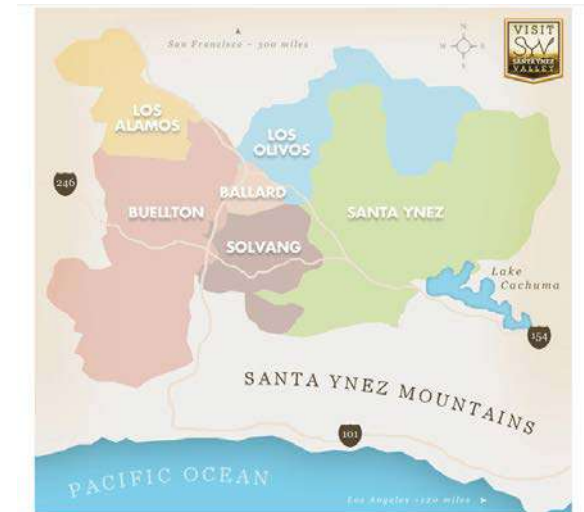 San Francisco ~ 300 miles
N
W
E
S
VISIT
SYV
SANTA YNEZ
VALLEY
LOS
ALAMOS
LOS
OLIVOS
246
BALLARD
BUELLTON
SANTA YNEZ
SOLVANG
Lake
Cachuma
154
SANTA YNEZ MOUNTAINS
101
PACIFIC OCEAN
Los Angeles ~120 miles